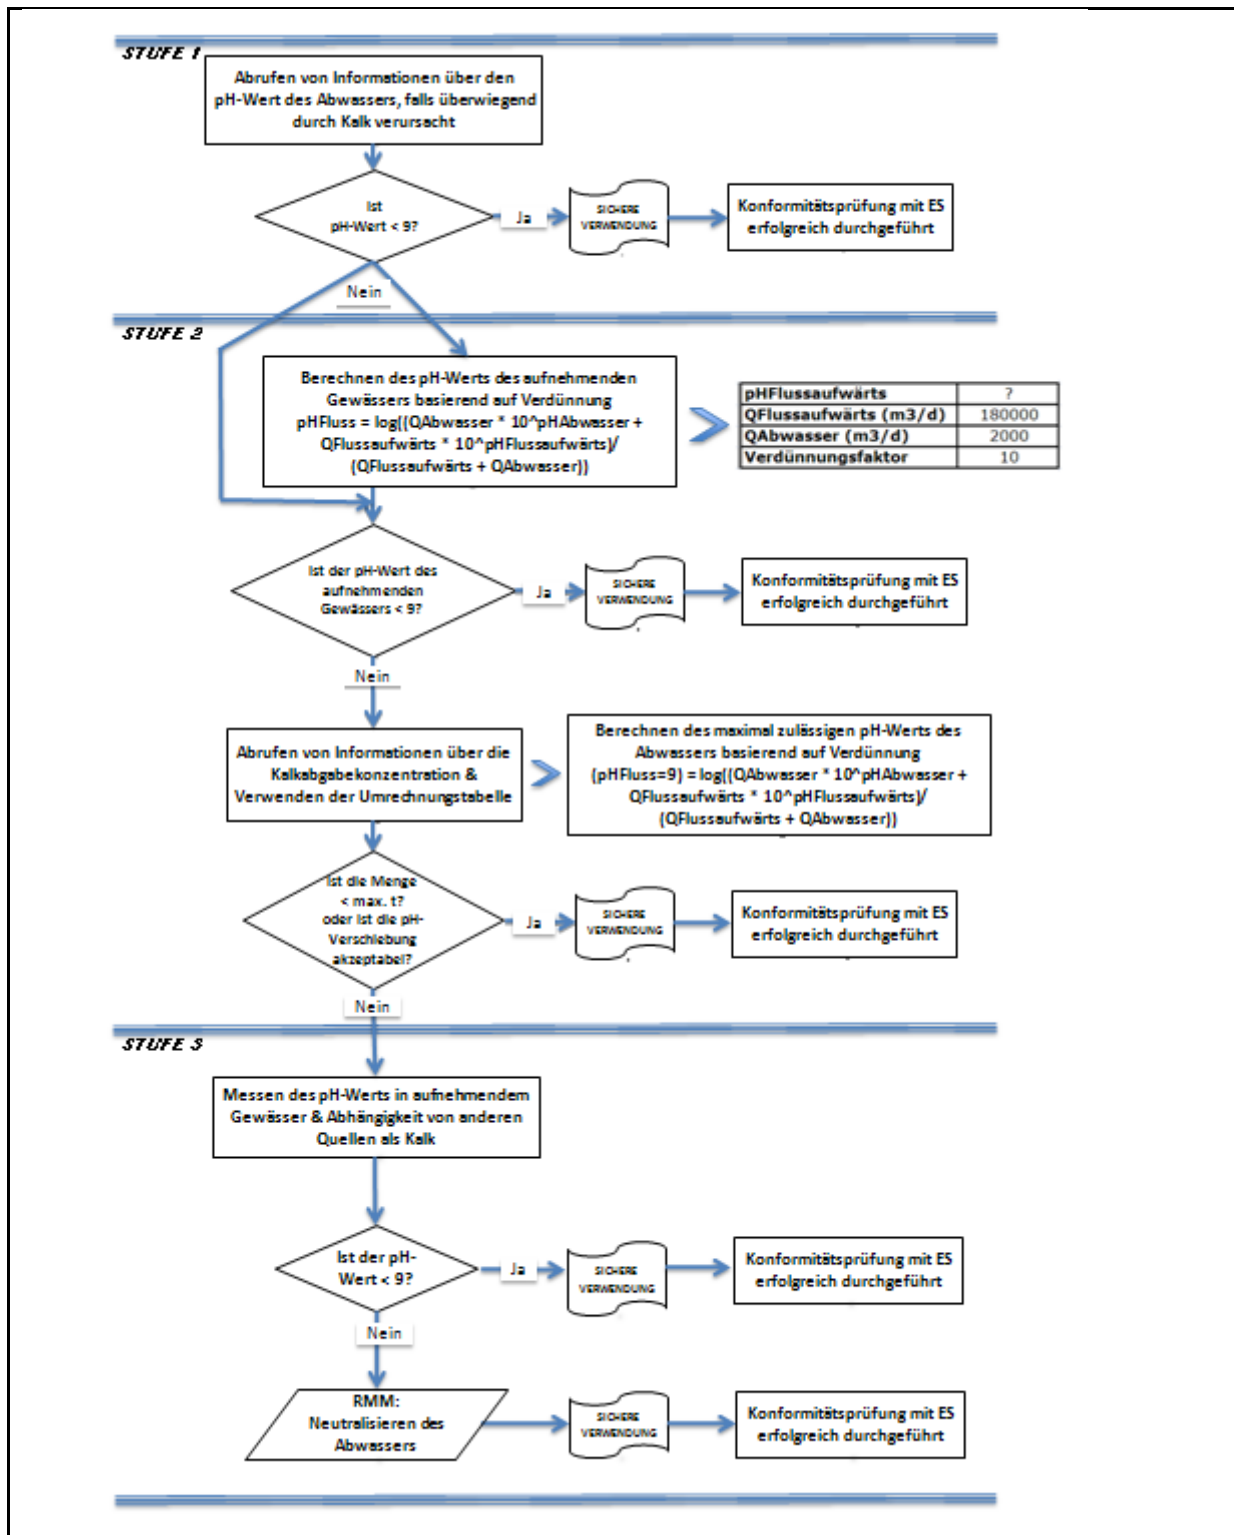 STUFE 1
Abrufen von Informationen über den
pH-Wert des Abwassers, falls überwiegend
durch Kalk verursacht
Ist
pH-Wert < 9?
Ja
SICHERE
VERWENDUNG
Konformitätsprüfung mit ES
erfolgreich durchgeführt
Nein
STUFE 2
Berechnen des pH-Werts des aufnehmenden
Gewässers basierend auf Verdünnung
pHFluss = log((QAbwasser * 10^pHAbwasser +
QFlussaufwärts * 10^pHFlussaufwärts)/
(QFlussaufwärts + QAbwasser))
pHFlussaufwärts ?
QFlussaufwärts (m3/d) 180000
QAbwasser (m3/d) 2000
Verdünnungsfaktor 10
Ist der pH-Wert des
aufnehmenden
Gewässers < 9?
Ja
SICHERE
VERWENDUNG
Konformitätsprüfung mit ES
erfolgreich durchgeführt
Nein
Abrufen von Informationen über die
Kalkabgabekonzentration &
Verwenden der Umrechnungstabelle
Berechnen des maximal zulässigen pH-Werts des
Abwassers basierend auf Verdünnung
(pHFluss=9) = log((QAbwasser * 10^pHAbwasser +
QFlussaufwärts * 10^pHFlussaufwärts)/
(QFlussaufwärts + QAbwasser))
Ist die Menge
< max. t?
oder ist die pH-
Verschiebung
akzeptabel?
Ja
SICHERE
VERWENDUNG
Konformitätsprüfung mit ES
erfolgreich durchgeführt
Nein
STUFE 3
Messen des pH-Werts in aufnehmendem
Gewässer & Abhängigkeit von anderen
Quellen als Kalk
Ist der pH-
Wert < 9?
Ja
SICHERE
VERWENDUNG
Konformitätsprüfung mit ES
erfolgreich durchgeführt
Nein
RMM:
Neutralisieren des
Abwassers
SICHERE
VERWENDUNG
Konformitätsprüfung mit ES
erfolgreich durchgeführt